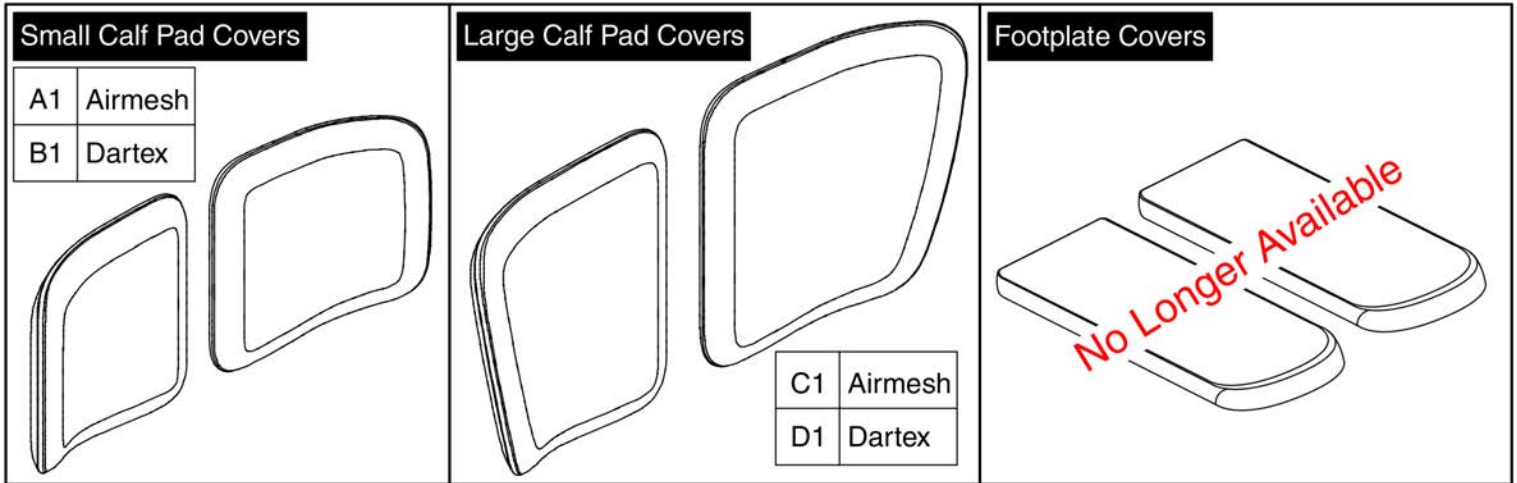 Small Calf Pad Covers
A1 Airmesh
B1 Dartex
Large Calf Pad Covers
C1 Airmesh
D1 Dartex
Footplate Covers
No Longer Available